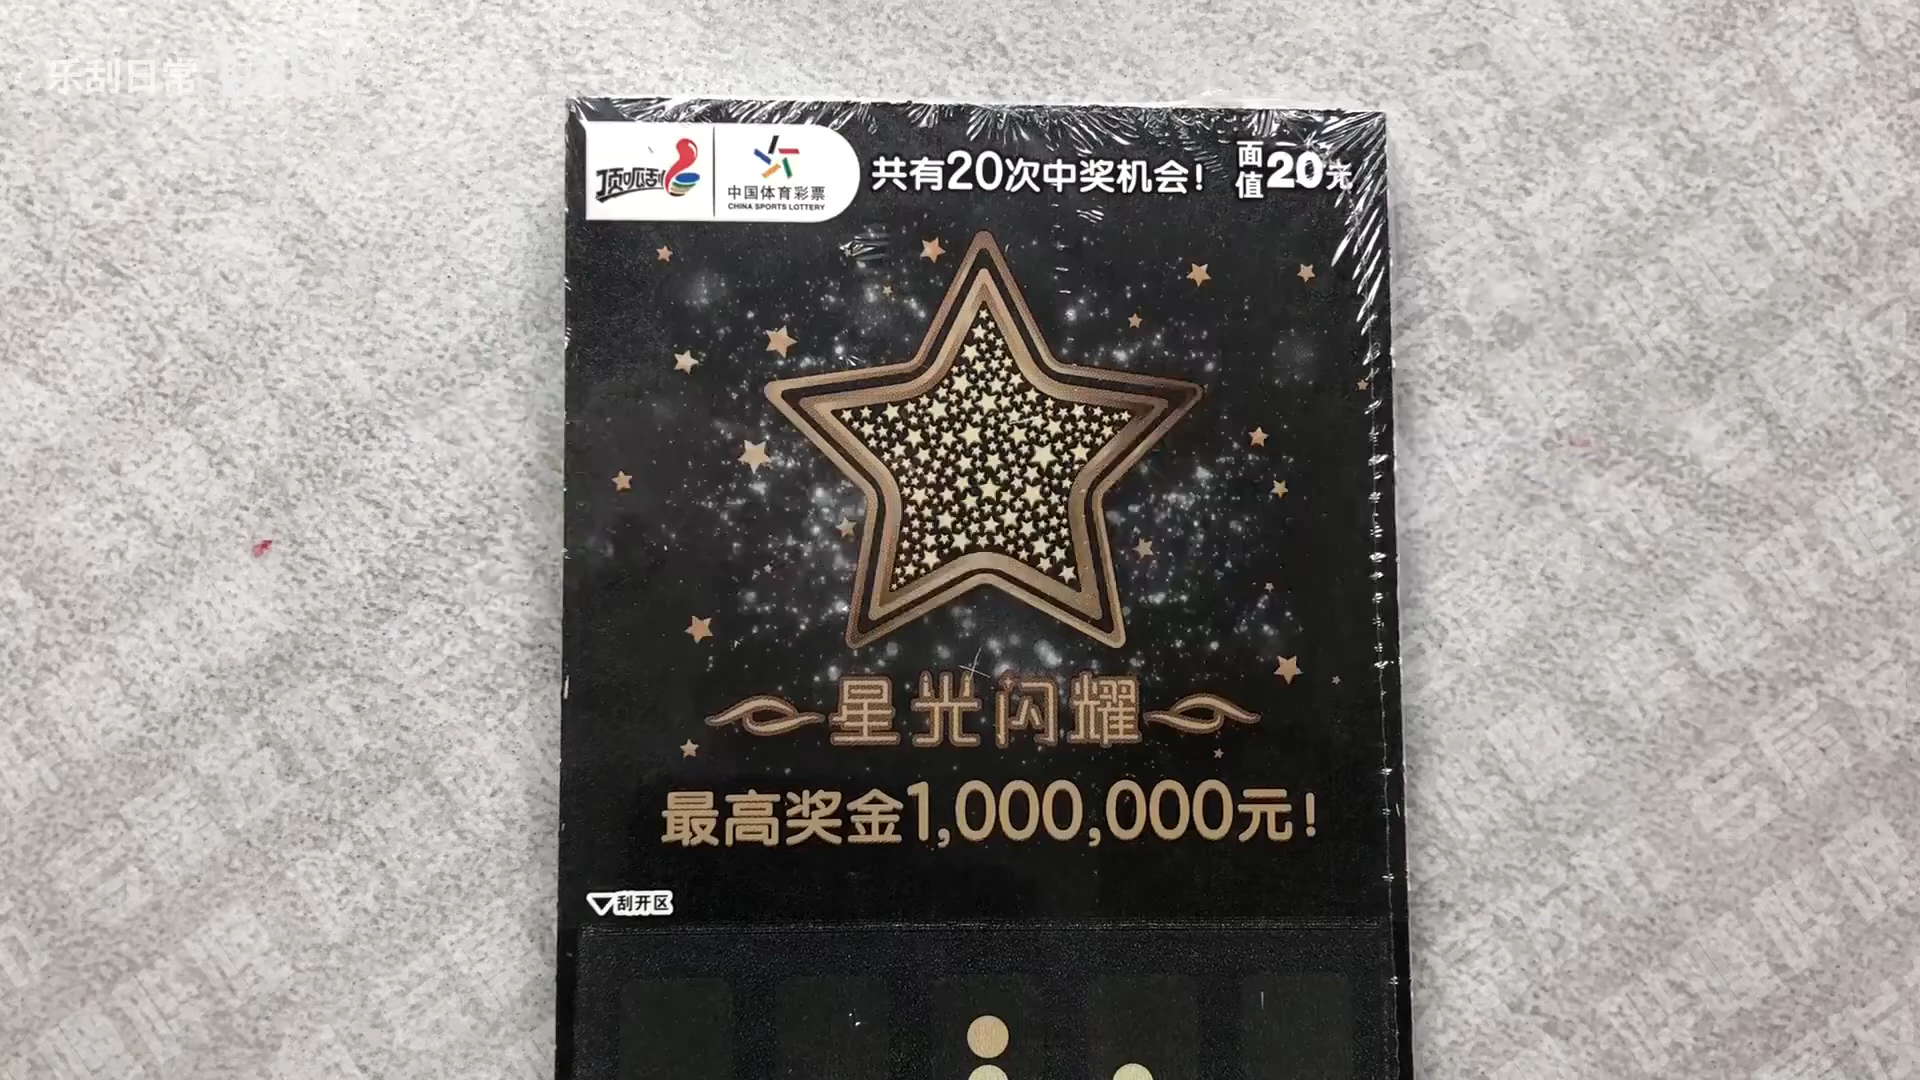 乐刮日常
顶呱刮
中国体育彩票
CHINA SPORTS LOTTERY
共有20次中奖机会!
面值20元
星光闪耀
最高奖金1,000,000元!
刮开区